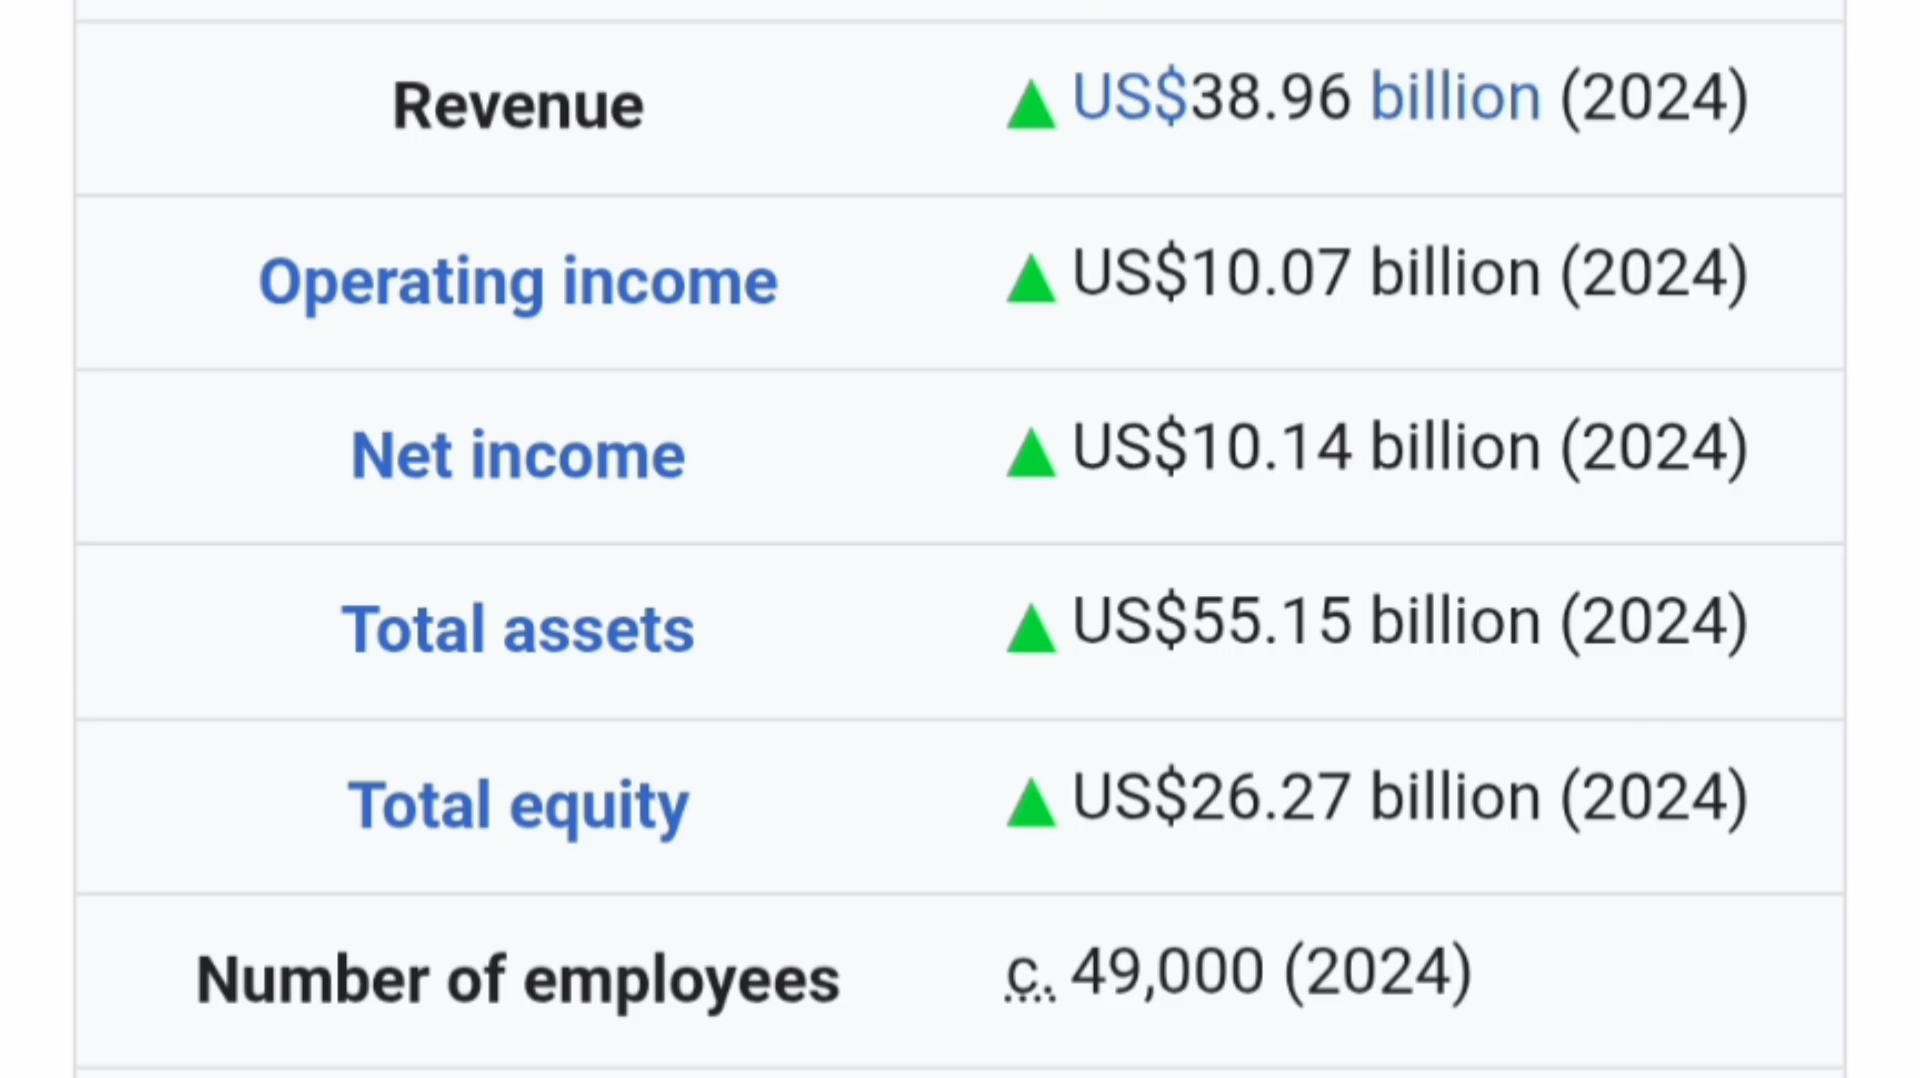 Revenue ▲ US$38.96 billion (2024)
Operating income ▲ US$10.07 billion (2024)
Net income ▲ US$10.14 billion (2024)
Total assets ▲ US$55.15 billion (2024)
Total equity ▲ US$26.27 billion (2024)
Number of employees c. 49,000 (2024)